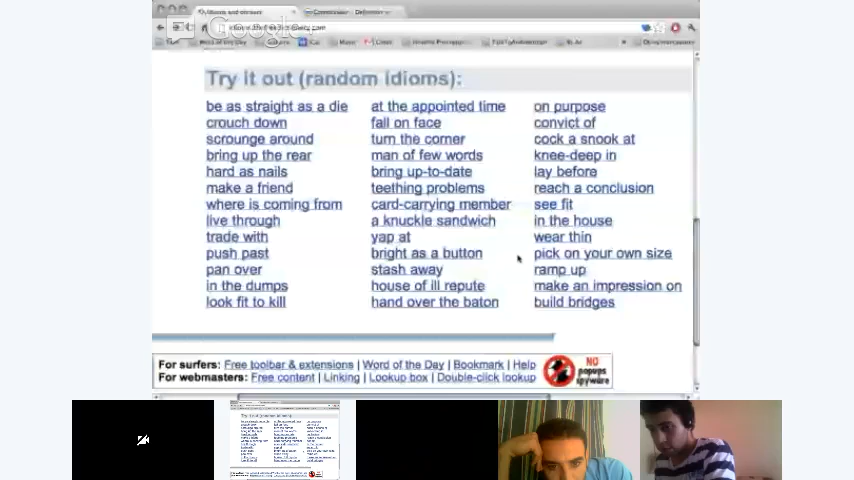 Google
Try it out (random idioms):
be as straight as a die
crouch down
scrounge around
bring up the rear
hard as nails
make a friend
where is coming from
live through
trade with
push past
pan over
in the dumps
look fit to kill
at the appointed time
fall on face
turn the corner
man of few words
bring up-to-date
teething problems
card-carrying member
a knuckle sandwich
yap at
bright as a button
stash away
house of ill repute
hand over the baton
on purpose
convict of
cock a snook at
knee-deep in
lay before
reach a conclusion
see fit
in the house
wear thin
pick on your own size
ramp up
make an impression on
build bridges
For surfers: Free toolbar & extensions | Word of the Day | Bookmark | Help
For webmasters: Free content | Linking | Lookup box | Double-click lookup
NO
popups
spyware